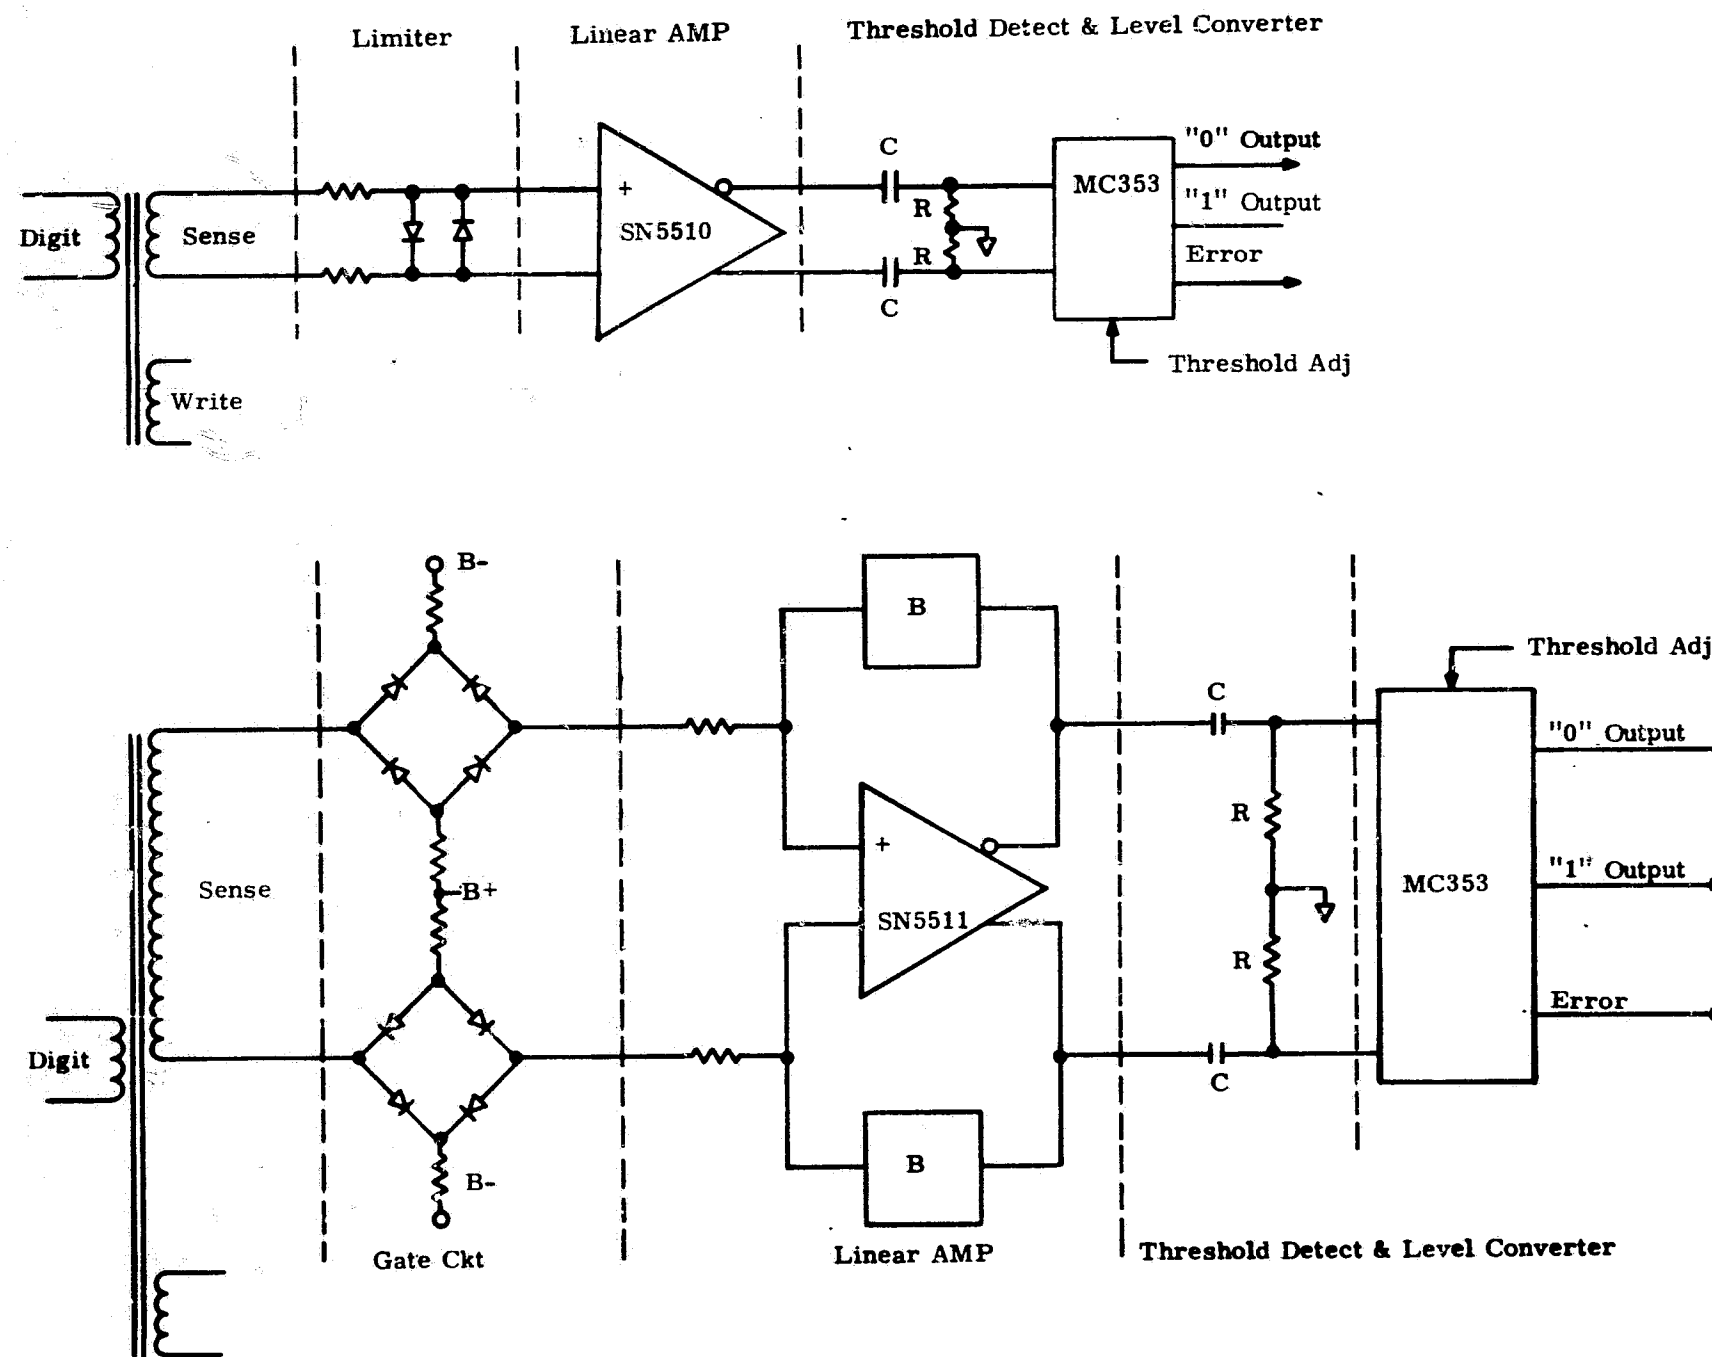 Limiter
Linear AMP
Threshold Detect & Level Converter
C
"0" Output
+
MC353
R
"1" Output
Digit
Sense
SN5510
R
Error
C
Threshold Adj
Write
B-
B
Threshold Adj
C
"0" Output
R
+
"1" Output
MC353
Sense
B+
SN5511
R
Error
Digit
C
B
B-
Gate Ckt
Linear AMP
Threshold Detect & Level Converter